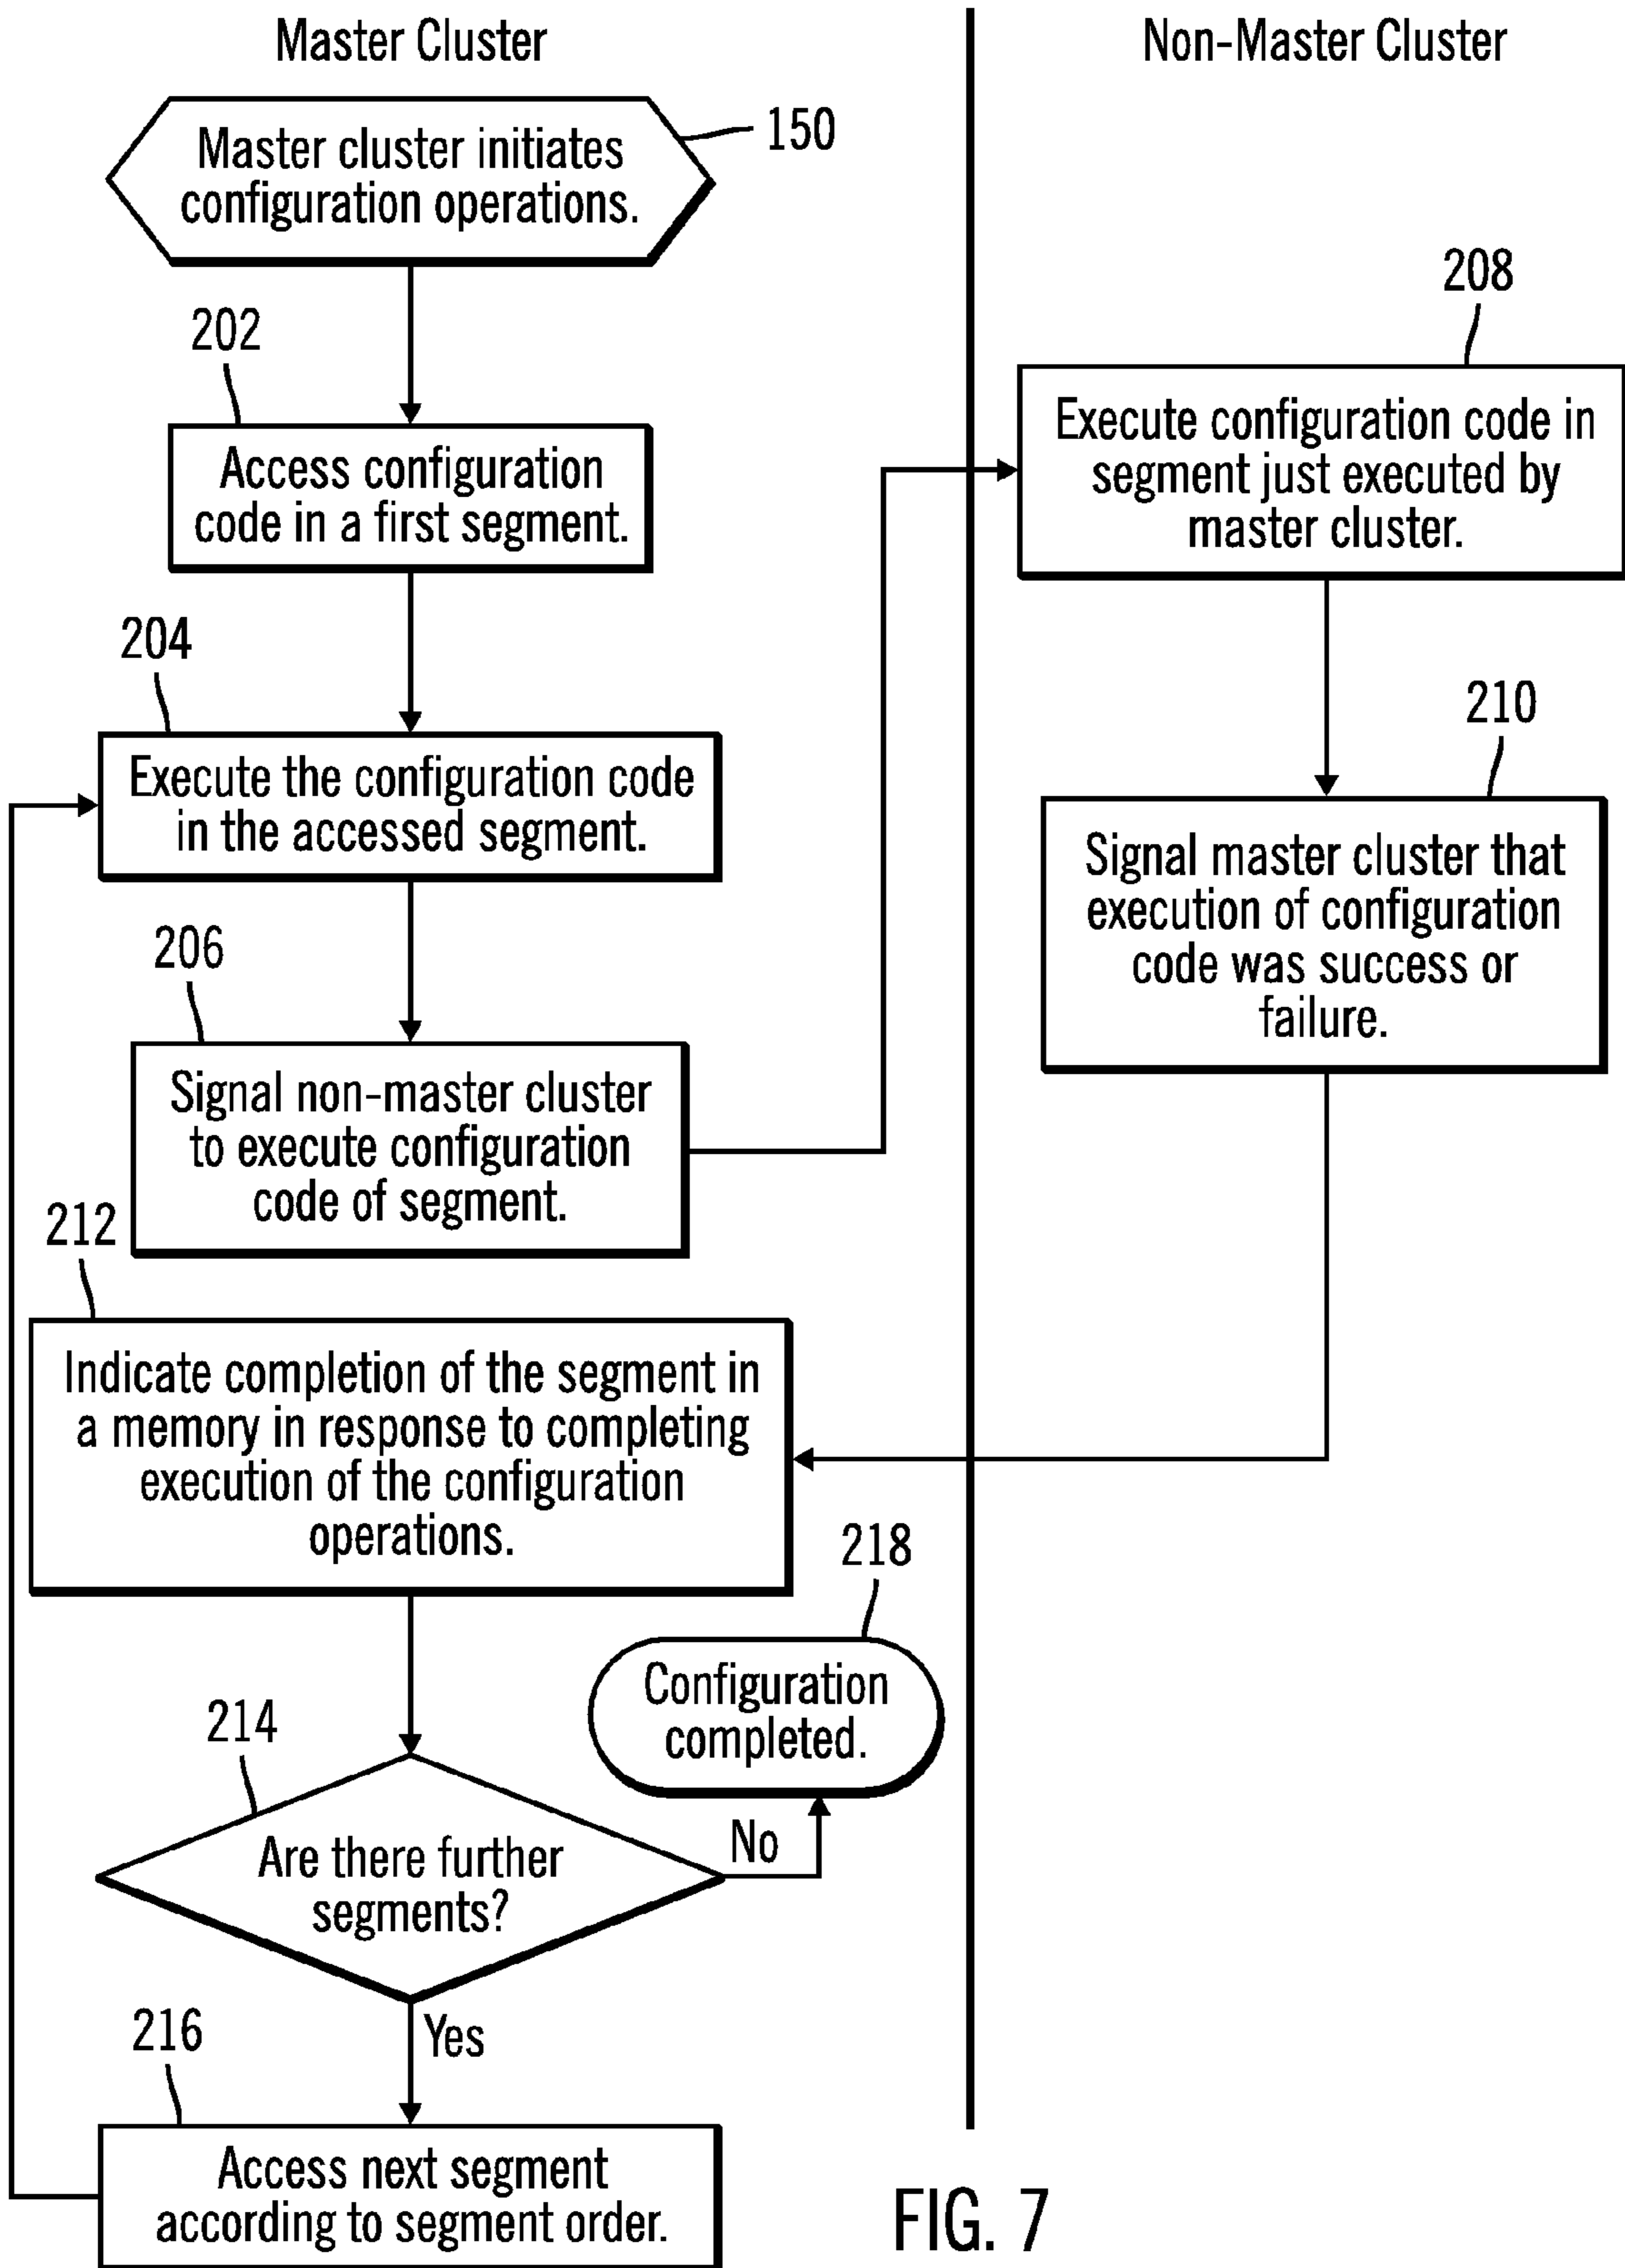 Master Cluster
Non-Master Cluster
Master cluster initiates
configuration operations.
150
202
Access configuration
code in a first segment.
204
Execute the configuration code
in the accessed segment.
206
Signal non-master cluster
to execute configuration
code of segment.
208
Execute configuration code in
segment just executed by
master cluster.
210
Signal master cluster that
execution of configuration
code was success or
failure.
212
Indicate completion of the segment in
a memory in response to completing
execution of the configuration
operations.
214
Are there further
segments?
No
218
Configuration
completed.
Yes
216
Access next segment
according to segment order.
FIG. 7